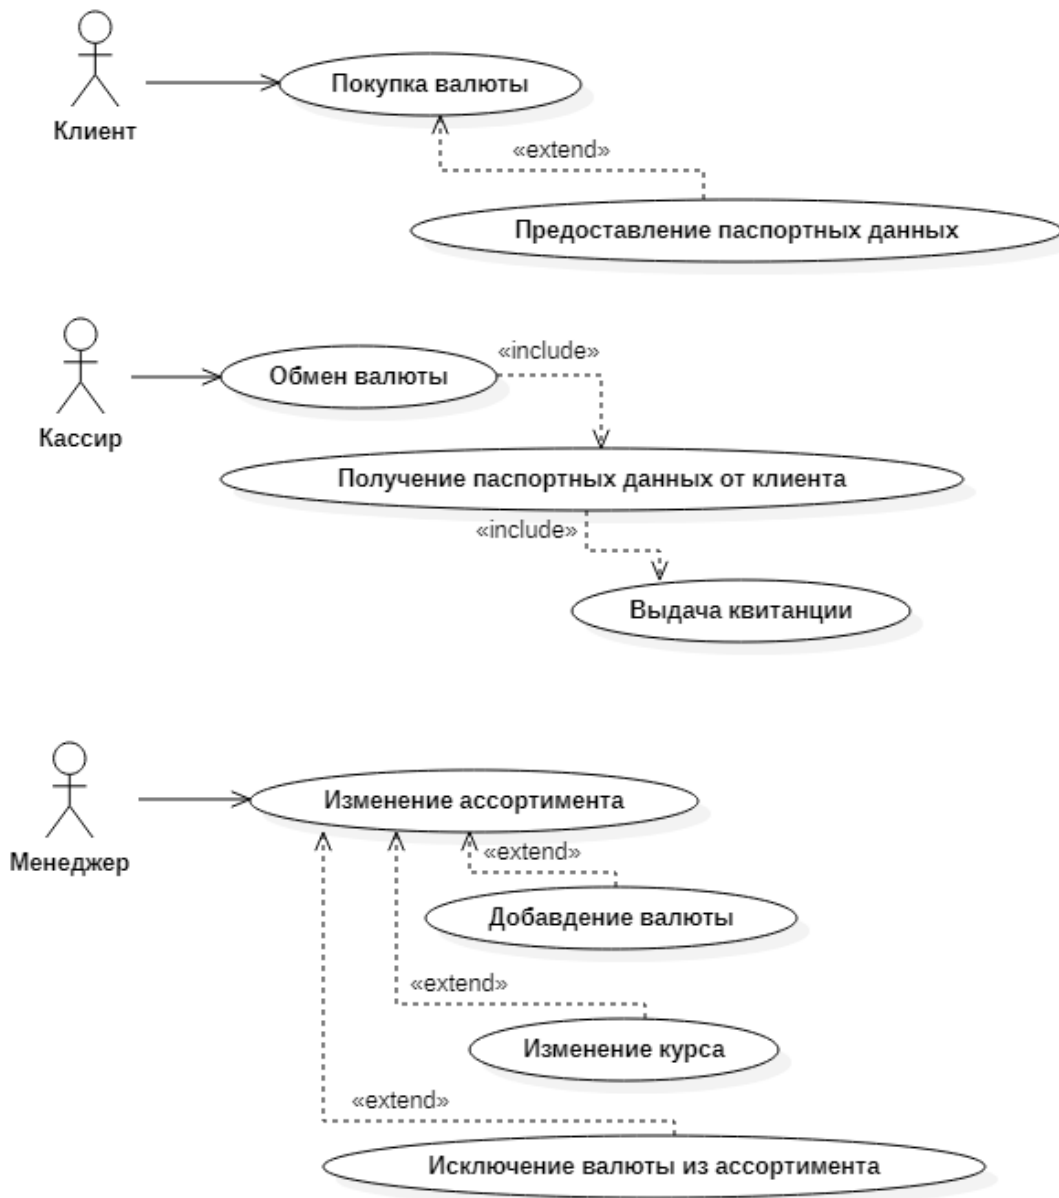 Покупка валюты
Клиент
«extend»
Предоставление паспортных данных
«include»
Обмен валюты
Кассир
Получение паспортных данных от клиента
«include»
Выдача квитанции
Изменение ассортимента
Менеджер
«extend»
Добавдение валюты
«extend»
Изменение курса
«extend»
Исключение валюты из ассортимента